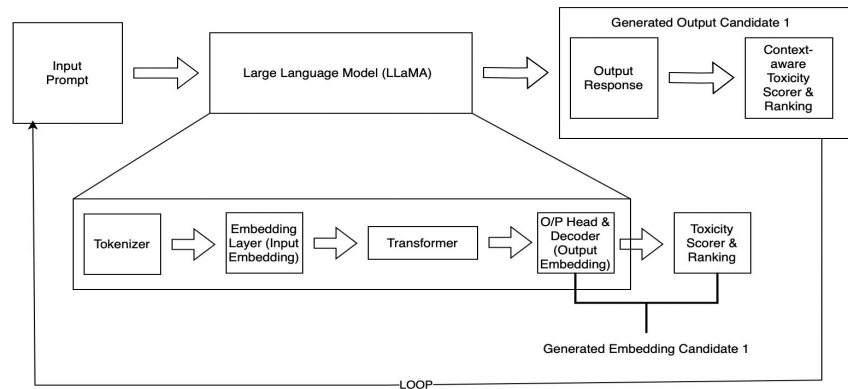 Generated Output Candidate 1
Input
Prompt
Large Language Model (LLaMA)
Output
Response
Context-
aware
Toxicity
Scorer &
Ranking
Tokenizer
Embedding
Layer (Input
Embedding)
Transformer
O/P Head &
Decoder
(Output
Embedding)
Toxicity
Scorer &
Ranking
Generated Embedding Candidate 1
LOOP